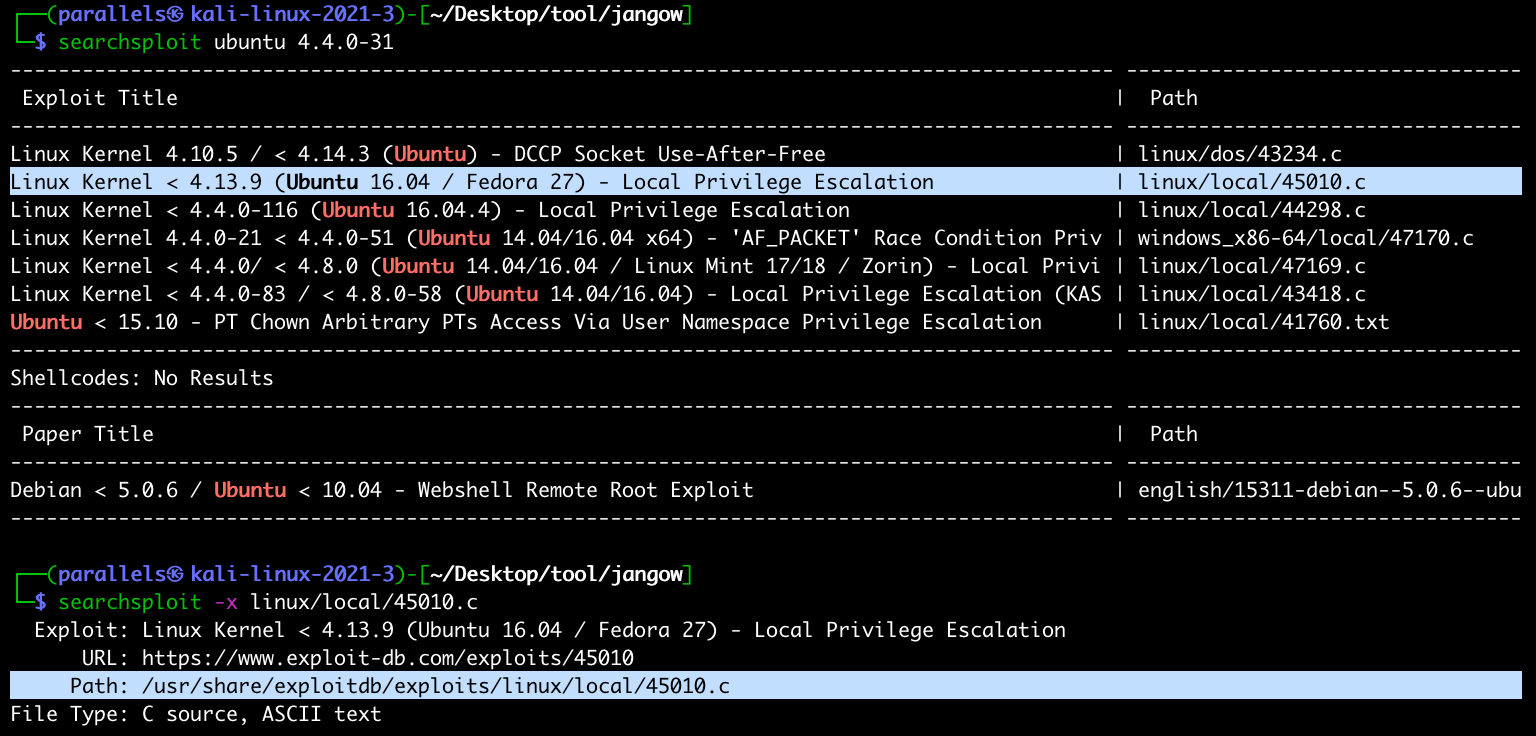 ┌──(parallels㉿kali-linux-2021-3)-[~/Desktop/tool/jangow]
└─$ searchsploit ubuntu 4.4.0-31
--------------------------------------------------------------------------------------------- ---------------------------------
 Exploit Title                                                                              |  Path
--------------------------------------------------------------------------------------------- ---------------------------------
Linux Kernel 4.10.5 / < 4.14.3 (Ubuntu) - DCCP Socket Use-After-Free                        | linux/dos/43234.c
Linux Kernel < 4.13.9 (Ubuntu 16.04 / Fedora 27) - Local Privilege Escalation               | linux/local/45010.c
Linux Kernel < 4.4.0-116 (Ubuntu 16.04.4) - Local Privilege Escalation                      | linux/local/44298.c
Linux Kernel 4.4.0-21 < 4.4.0-51 (Ubuntu 14.04/16.04 x64) - 'AF_PACKET' Race Condition Priv | windows_x86-64/local/47170.c
Linux Kernel < 4.4.0/ < 4.8.0 (Ubuntu 14.04/16.04 / Linux Mint 17/18 / Zorin) - Local Privi | linux/local/47169.c
Linux Kernel < 4.4.0-83 / < 4.8.0-58 (Ubuntu 14.04/16.04) - Local Privilege Escalation (KAS | linux/local/43418.c
Ubuntu < 15.10 - PT Chown Arbitrary PTs Access Via User Namespace Privilege Escalation      | linux/local/41760.txt
--------------------------------------------------------------------------------------------- ---------------------------------
Shellcodes: No Results
--------------------------------------------------------------------------------------------- ---------------------------------
 Paper Title                                                                                |  Path
--------------------------------------------------------------------------------------------- ---------------------------------
Debian < 5.0.6 / Ubuntu < 10.04 - Webshell Remote Root Exploit                              | english/15311-debian--5.0.6--ubu
--------------------------------------------------------------------------------------------- ---------------------------------
┌──(parallels㉿kali-linux-2021-3)-[~/Desktop/tool/jangow]
└─$ searchsploit -x linux/local/45010.c
  Exploit: Linux Kernel < 4.13.9 (Ubuntu 16.04 / Fedora 27) - Local Privilege Escalation
      URL: https://www.exploit-db.com/exploits/45010
     Path: /usr/share/exploitdb/exploits/linux/local/45010.c
File Type: C source, ASCII text